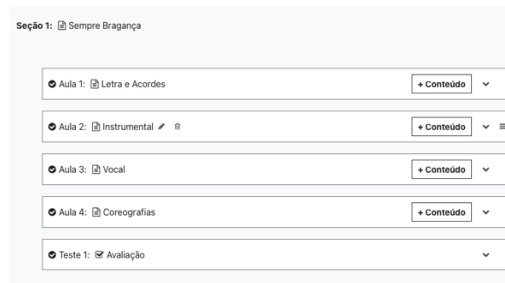 Seção 1: Sempre Bragança
Aula 1: Letra e Acordes + Conteúdo
Aula 2: Instrumental + Conteúdo
Aula 3: Vocal + Conteúdo
Aula 4: Coreografias + Conteúdo
Teste 1: Avaliação